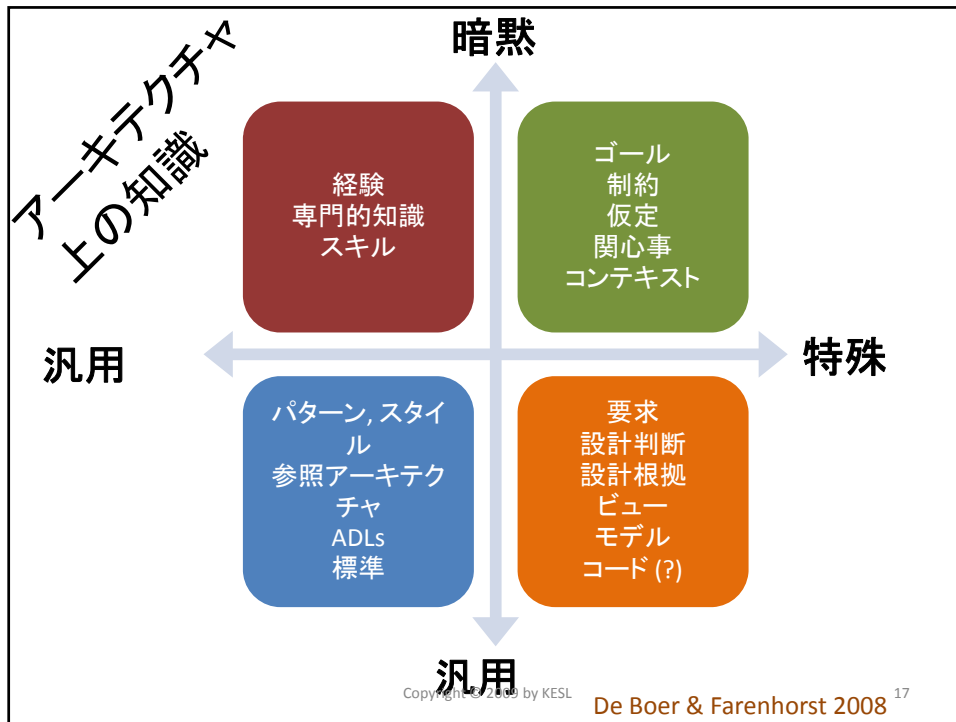 アーキテクチャ
上の知識
暗黙
経験
専門的知識
スキル
ゴール
制約
仮定
関心事
コンテキスト
汎用
特殊
パターン, スタイ
ル
参照アーキテク
チャ
ADLs
標準
要求
設計判断
設計根拠
ビュー
モデル
コード (?)
汎用
Copyright © 2009 by KESL
De Boer & Farenhorst 2008
17